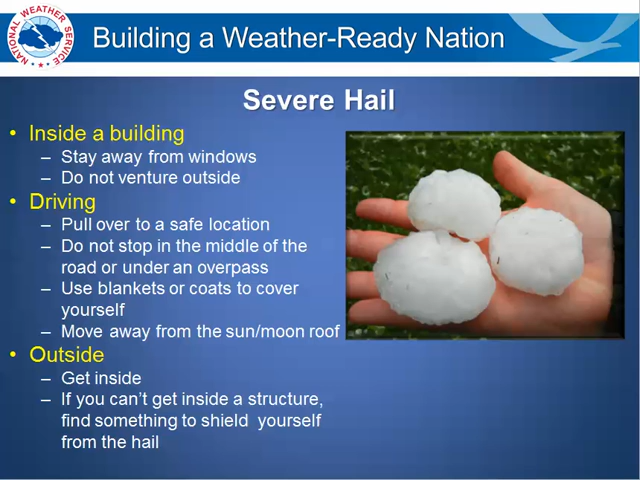 NATIONAL WEATHER SERVICE
Building a Weather-Ready Nation
Severe Hail
• Inside a building
– Stay away from windows
– Do not venture outside
• Driving
– Pull over to a safe location
– Do not stop in the middle of the
road or under an overpass
– Use blankets or coats to cover
yourself
– Move away from the sun/moon roof
• Outside
– Get inside
– If you can't get inside a structure,
find something to shield yourself
from the hail